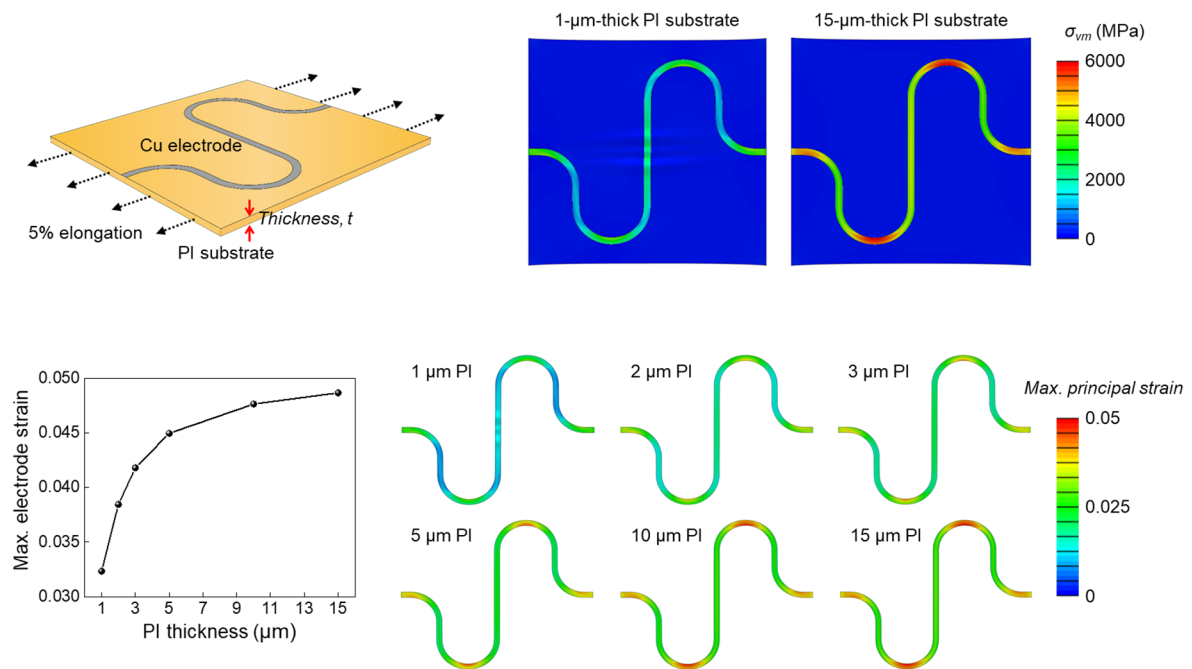 1-µm-thick PI substrate
15-µm-thick PI substrate
σvm (MPa)
6000
4000
2000
0
Cu electrode
Thickness, t
5% elongation
PI substrate
Max. electrode strain
0.050
0.045
0.040
0.035
0.030
1 3 5 7 9 11 13 15
PI thickness (µm)
1 µm PI
2 µm PI
3 µm PI
5 µm PI
10 µm PI
15 µm PI
Max. principal strain
0.05
0.025
0